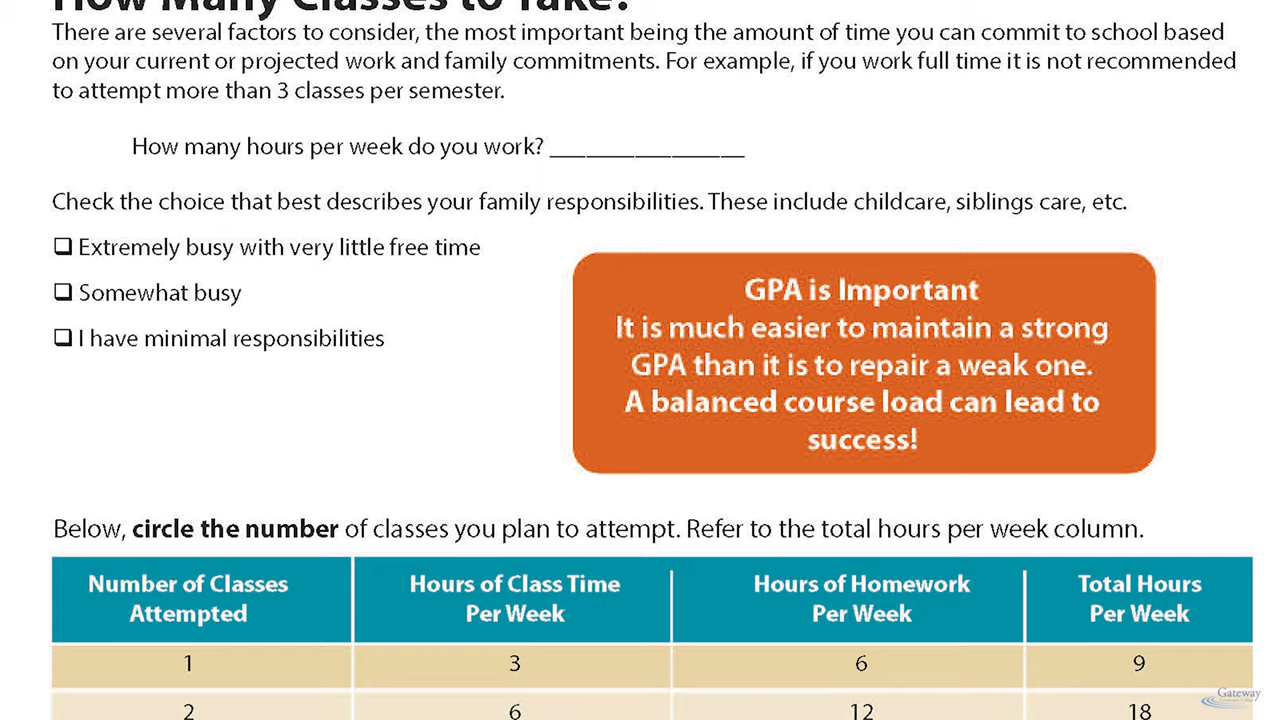 How Many Classes to Take?
There are several factors to consider, the most important being the amount of time you can commit to school based
on your current or projected work and family commitments. For example, if you work full time it is not recommended
to attempt more than 3 classes per semester.
How many hours per week do you work? ________________
Check the choice that best describes your family responsibilities. These include childcare, siblings care, etc.
❑ Extremely busy with very little free time
❑ Somewhat busy
❑ I have minimal responsibilities
GPA is Important
It is much easier to maintain a strong
GPA than it is to repair a weak one.
A balanced course load can lead to
success!
Below, circle the number of classes you plan to attempt. Refer to the total hours per week column.
Number of Classes Attempted | Hours of Class Time Per Week | Hours of Homework Per Week | Total Hours Per Week
1 3 6 9
2 6 12 18
Gateway